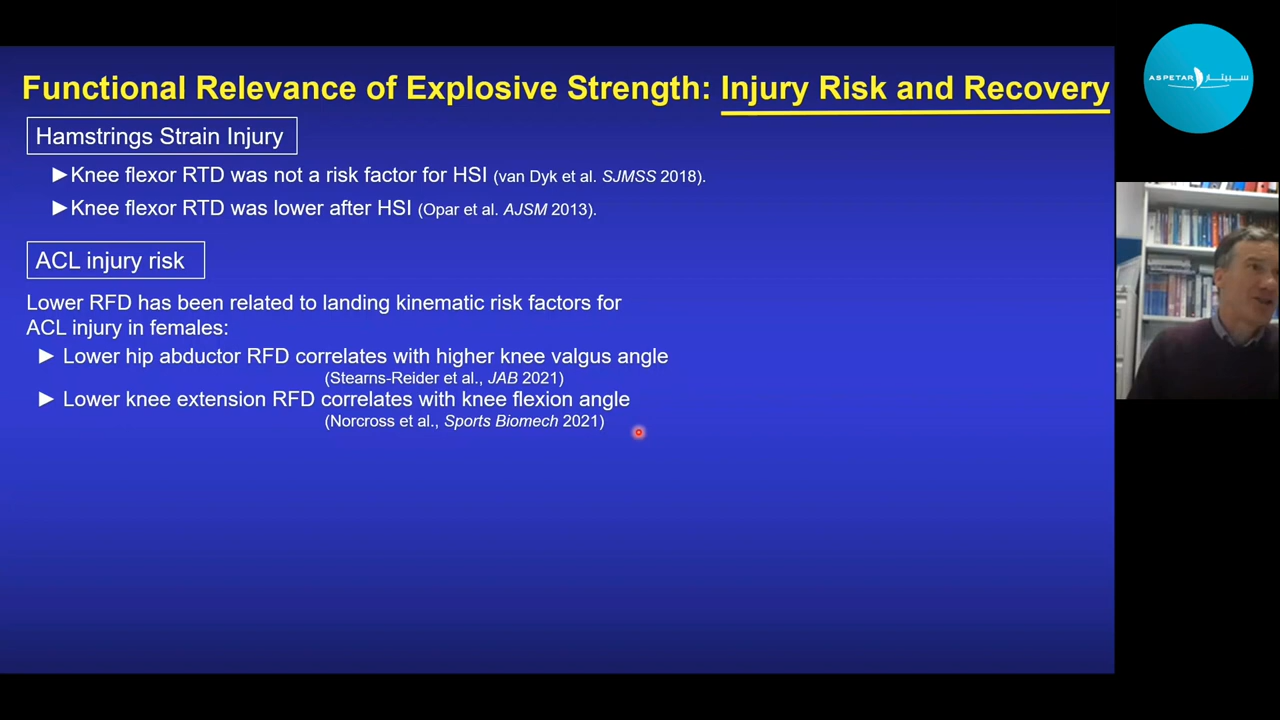 Functional Relevance of Explosive Strength: Injury Risk and Recovery
Hamstrings Strain Injury
►Knee flexor RTD was not a risk factor for HSI (van Dyk et al. SJMSS 2018).
►Knee flexor RTD was lower after HSI (Opar et al. AJSM 2013).
ACL injury risk
Lower RFD has been related to landing kinematic risk factors for
ACL injury in females:
► Lower hip abductor RFD correlates with higher knee valgus angle
(Stearns-Reider et al., JAB 2021)
► Lower knee extension RFD correlates with knee flexion angle
(Norcross et al., Sports Biomech 2021)
ASPETAR سبيتار